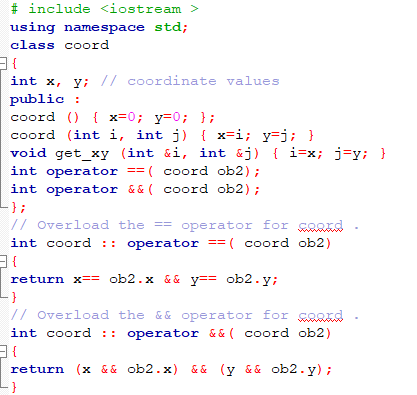 # include <iostream >
using namespace std;
class coord
{
int x, y; // coordinate values
public :
coord () { x=0; y=0; };
coord (int i, int j) { x=i; y=j; }
void get_xy (int &i, int &j) { i=x; j=y; }
int operator ==( coord ob2);
int operator &&( coord ob2);
};
// Overload the == operator for coord .
int coord :: operator ==( coord ob2)
{
return x== ob2.x && y== ob2.y;
}
// Overload the && operator for coord .
int coord :: operator &&( coord ob2)
{
return (x && ob2.x) && (y && ob2.y);
}